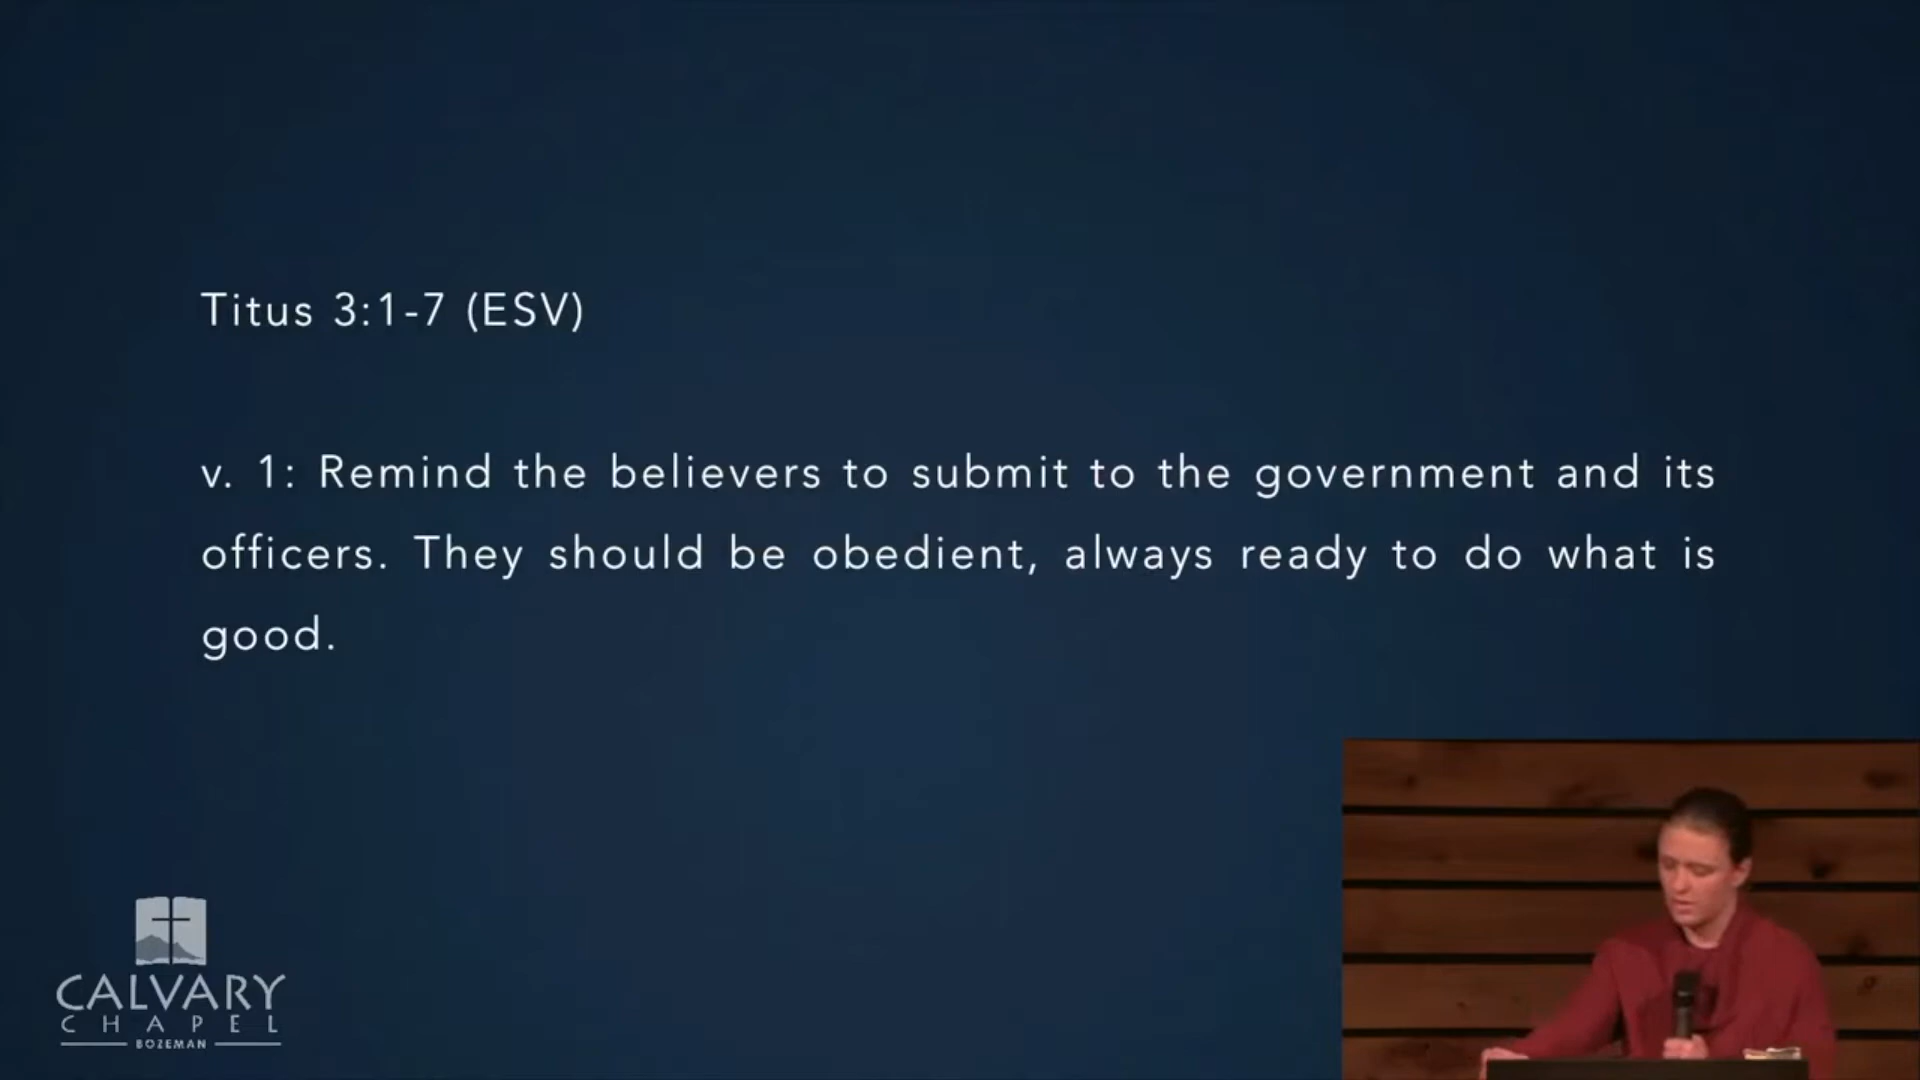 Titus 3:1-7 (ESV)
v. 1: Remind the believers to submit to the government and its
officers. They should be obedient, always ready to do what is
good.
CALVARY
CHAPEL
BOZEMAN